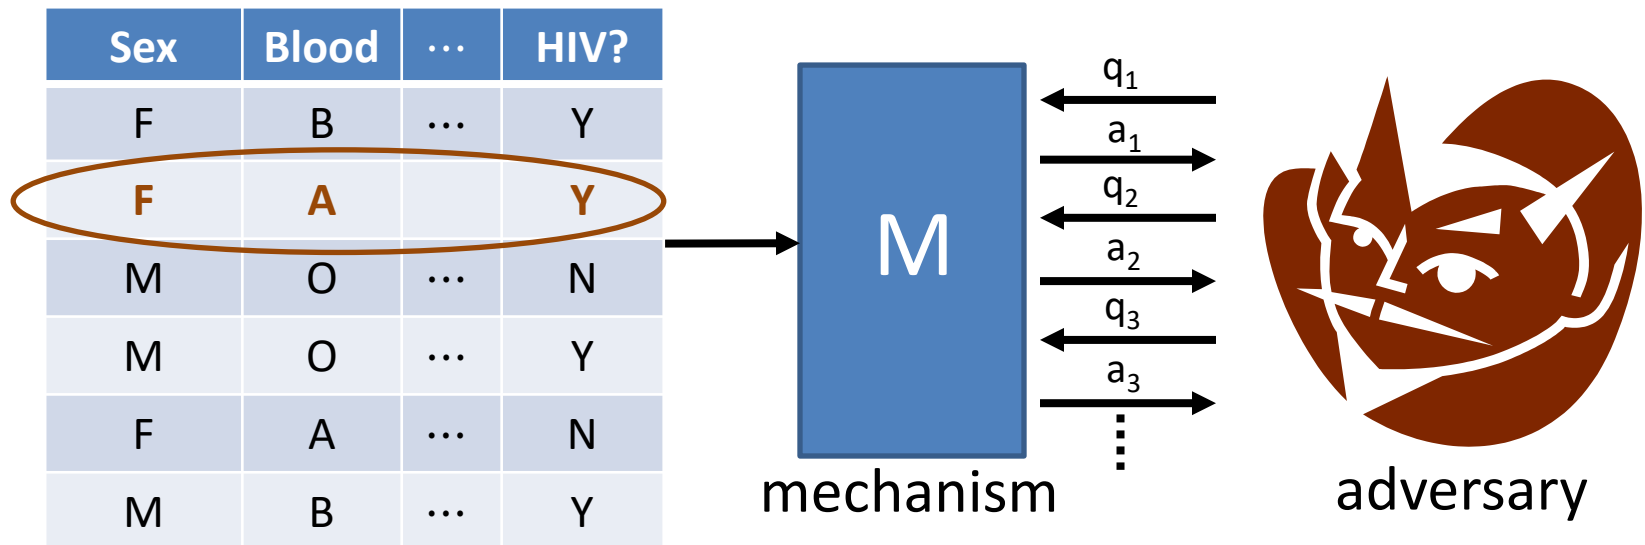 Sex Blood ⋯ HIV?
F B ⋯ Y
F A Y
M O ⋯ N
M O ⋯ Y
F A ⋯ N
M B ⋯ Y
M
mechanism
q1
a1
q2
a2
q3
a3
adversary